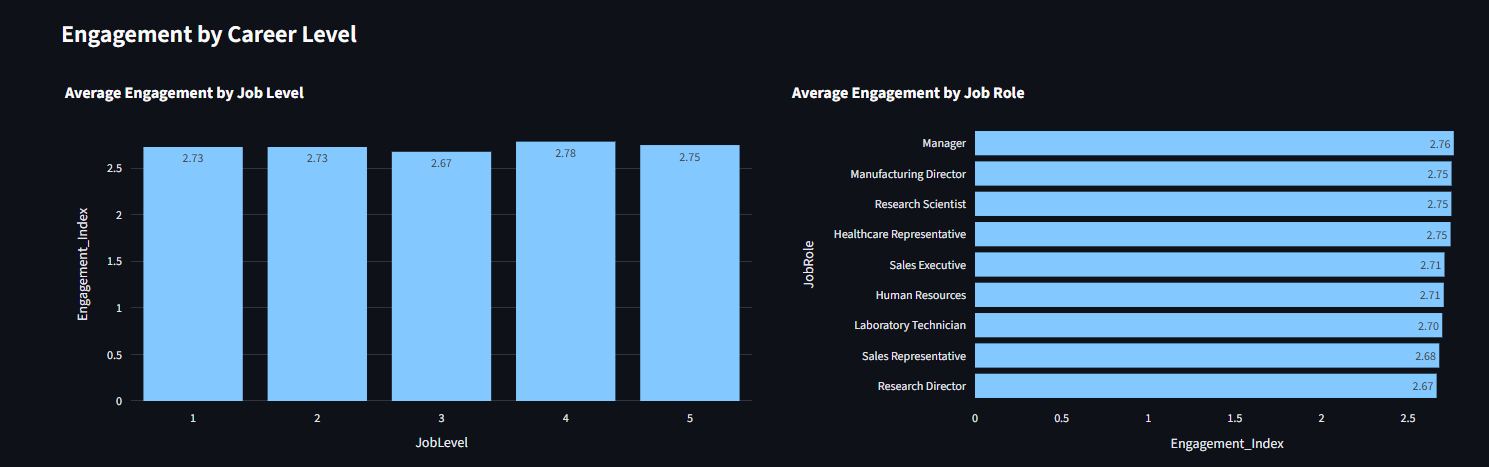 Engagement by Career Level
Average Engagement by Job Level
2.73
2.73
2.67
2.78
2.75
2.5
2
1.5
1
0.5
0
Engagement_Index
1
2
3
4
5
JobLevel
Average Engagement by Job Role
Manager
2.76
Manufacturing Director
2.75
Research Scientist
2.75
Healthcare Representative
2.75
Sales Executive
2.71
Human Resources
2.71
Laboratory Technician
2.70
Sales Representative
2.68
Research Director
2.67
JobRole
0
0.5
1
1.5
2
2.5
Engagement_Index